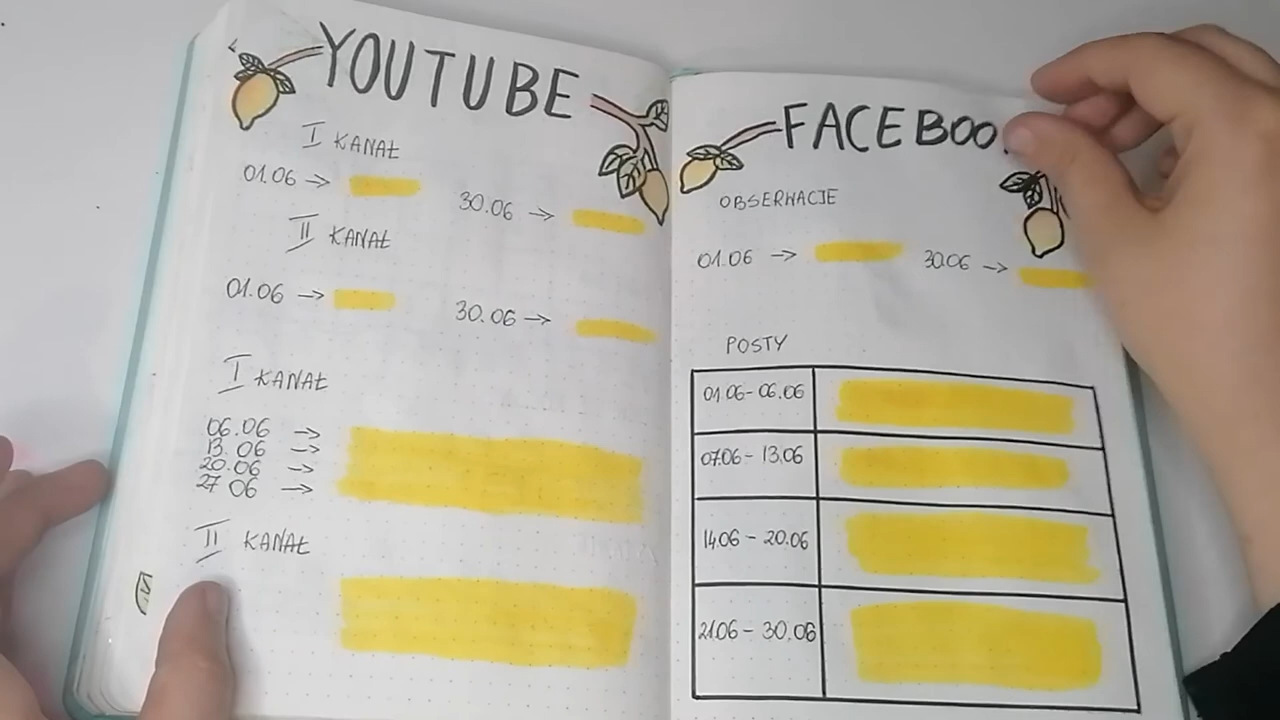 YOUTUBE
I KANAŁ
01.06 →
30.06 →
II KANAŁ
01.06 →
30.06 →
I KANAŁ
06.06 →
13.06 →
20.06 →
27 06 →
II KANAŁ
FACEBOO
OBSERWACJE
01.06 →
30.06 →
POSTY
01.06 - 06.06
07.06 - 13.06
14.06 - 20.06
21.06 - 30.06